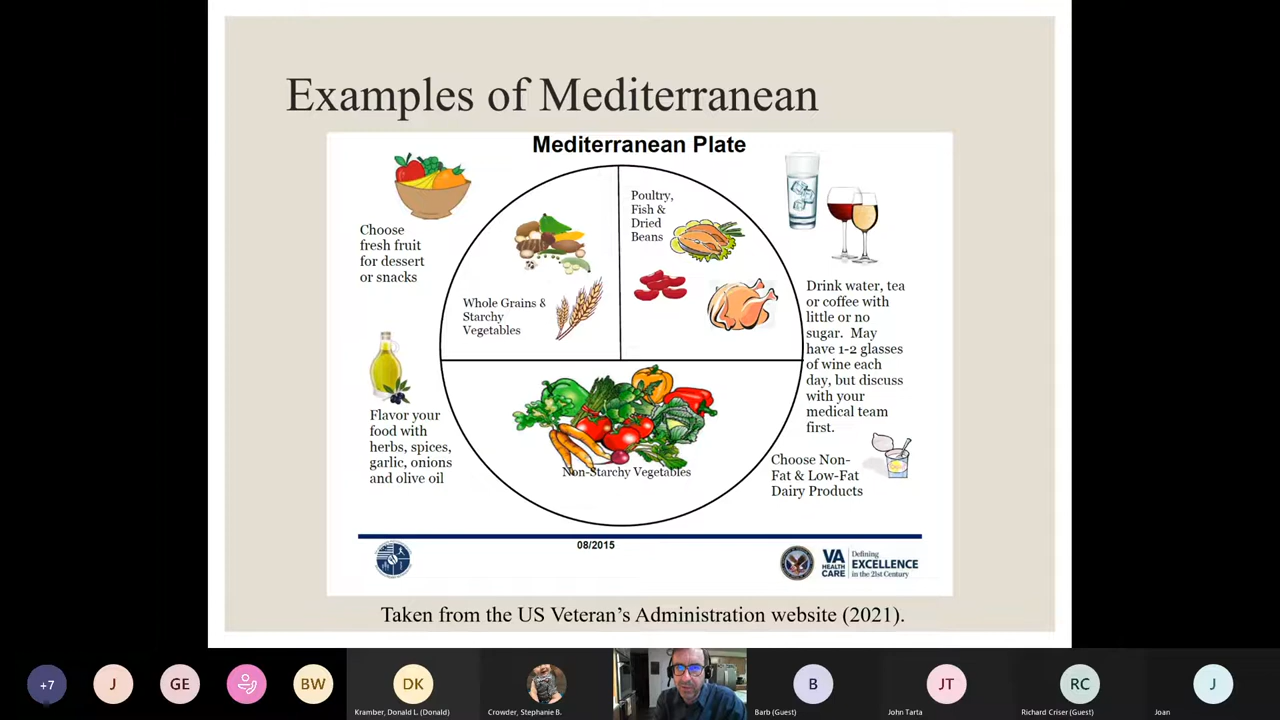 Examples of Mediterranean
Mediterranean Plate
Choose
fresh fruit
for dessert
or snacks
Whole Grains &
Starchy
Vegetables
Poultry,
Fish &
Dried
Beans
Drink water, tea
or coffee with
little or no
sugar. May
have 1-2 glasses
of wine each
day, but discuss
with your
medical team
first.
Flavor your
food with
herbs, spices,
garlic, onions
and olive oil
Non-Starchy Vegetables
Choose Non-
Fat & Low-Fat
Dairy Products
08/2015
VA
HEALTH
CARE
Defining
EXCELLENCE
in the 21st Century
Taken from the US Veteran's Administration website (2021).
+7
J
GE
BW
DK
B
JT
RC
J
Kramber, Donald L. (Donald)
Crowder, Stephanie B.
Barb (Guest)
John Tarta
Richard Criser (Guest)
Joan